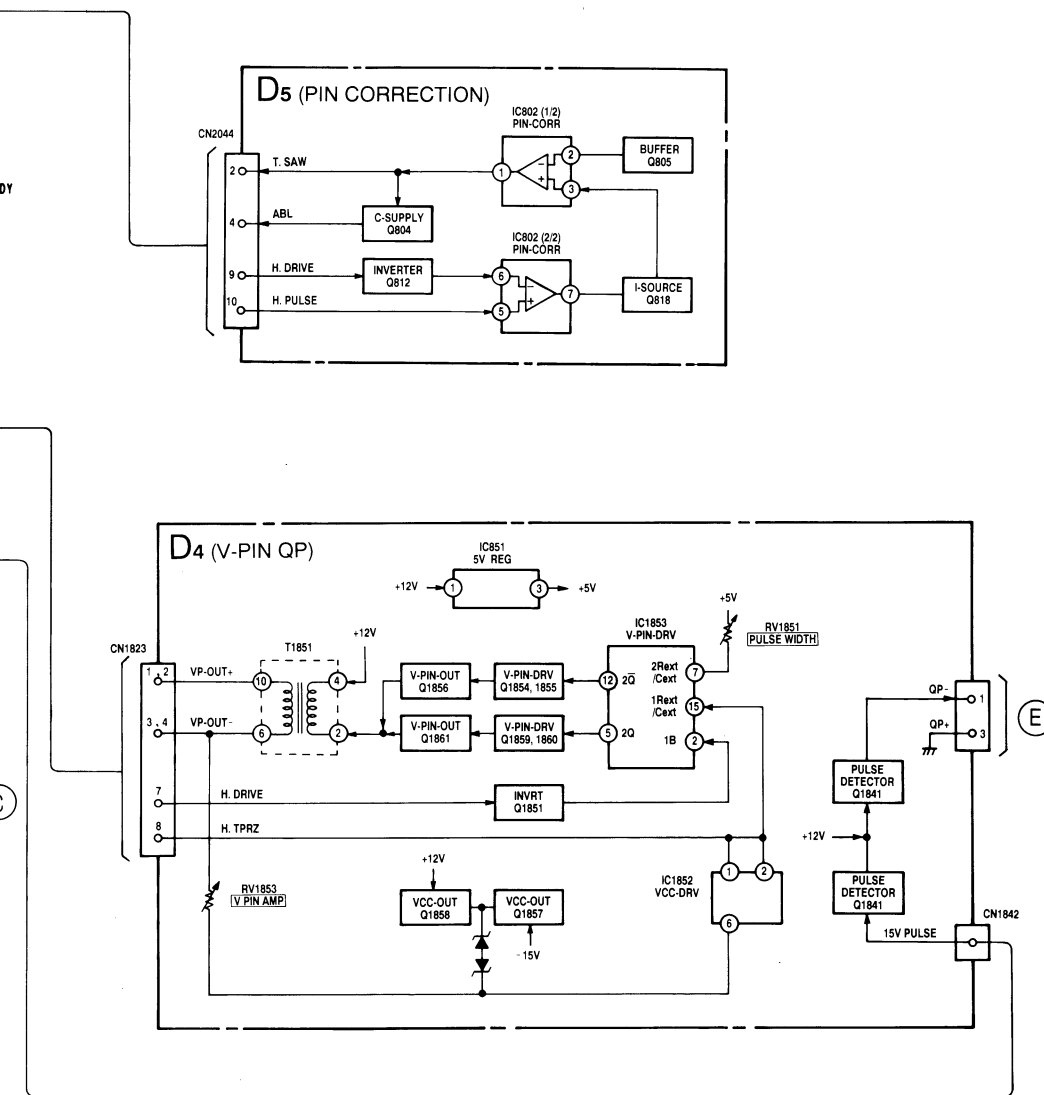 D5 (PIN CORRECTION)
IC802 (1/2)
PIN-CORR
CN2044
BUFFER
Q805
2
T. SAW
1
2
3
DY
4
ABL
C-SUPPLY
Q804
IC802 (2/2)
PIN-CORR
9
H. DRIVE
INVERTER
Q812
6
7
I-SOURCE
Q818
10
H. PULSE
5
D4 (V-PIN QP)
IC851
5V REG
+12V
1
3
+5V
+5V
IC1853
V-PIN-DRV
RV1851
PULSE WIDTH
CN1823
T1851
+12V
1 , 2
VP-OUT+
10
4
V-PIN-OUT
Q1856
V-PIN-DRV
Q1854, 1855
12
2Q̅
2Rext
/Cext
7
1Rext
/Cext
15
3 , 4
VP-OUT-
6
2
V-PIN-OUT
Q1861
V-PIN-DRV
Q1859, 1860
5
2Q
1B
2
QP-
1
QP+
3
E
PULSE
DETECTOR
Q1841
7
H. DRIVE
INVRT
Q1851
8
H. TPRZ
+12V
+12V
RV1853
V PIN AMP
VCC-OUT
Q1858
VCC-OUT
Q1857
-15V
IC1852
VCC-DRV
1
2
6
PULSE
DETECTOR
Q1841
15V PULSE
CN1842